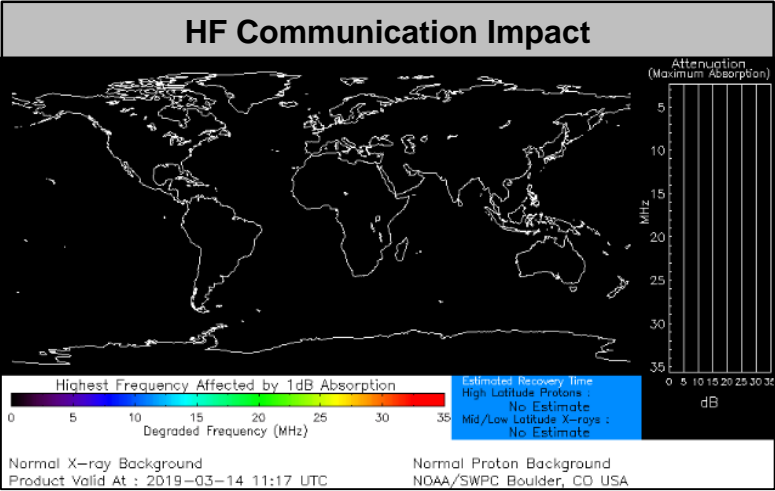 HF Communication Impact
Attenuation
(Maximum Absorption)
5
10
15
20
25
30
35
MHz
0 5 10 15 20 25 30 35
dB
Highest Frequency Affected by 1dB Absorption
0 5 10 15 20 25 30 35
Degraded Frequency (MHz)
Estimated Recovery Time
High Latitude Protons :
No Estimate
Mid/Low Latitude X-rays :
No Estimate
Normal X-ray Background
Normal Proton Background
Product Valid At : 2019-03-14 11:17 UTC
NOAA/SWPC Boulder, CO USA